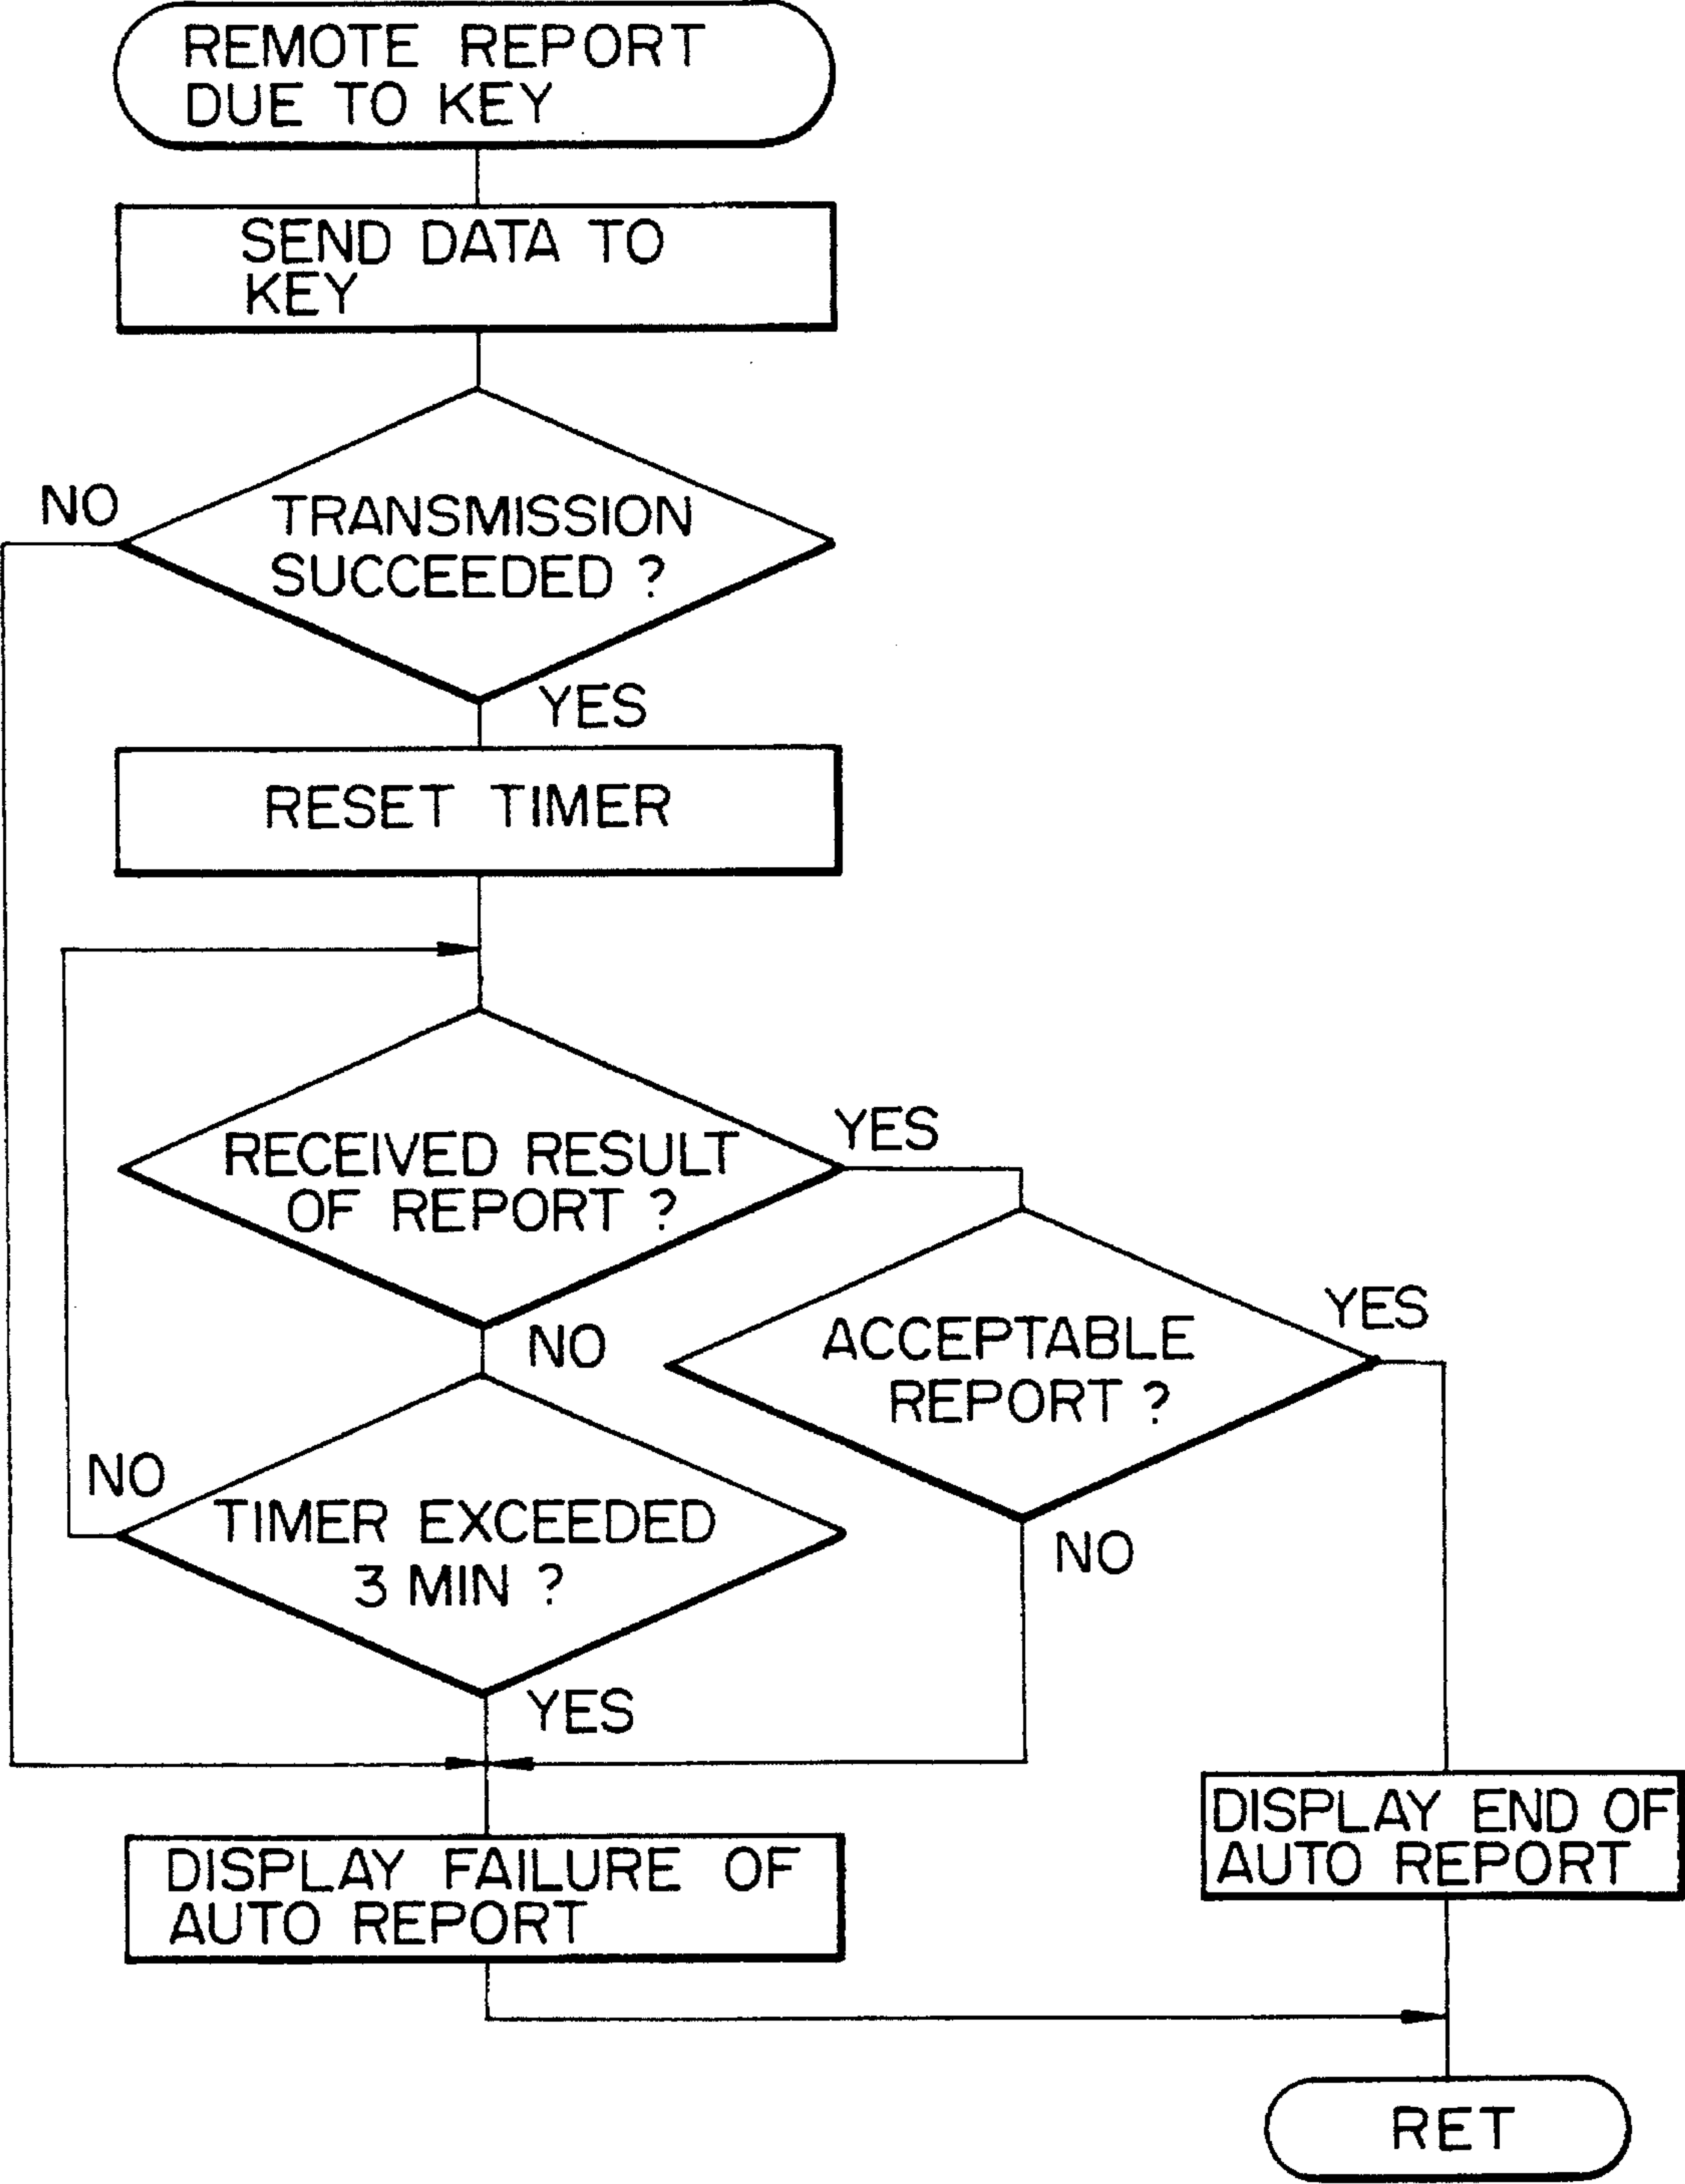 REMOTE REPORT
DUE TO KEY
SEND DATA TO
KEY
NO
TRANSMISSION
SUCCEEDED ?
YES
RESET TIMER
RECEIVED RESULT
OF REPORT ?
YES
NO
ACCEPTABLE
REPORT ?
YES
NO
NO
TIMER EXCEEDED
3 MIN ?
YES
DISPLAY FAILURE OF
AUTO REPORT
DISPLAY END OF
AUTO REPORT
RET